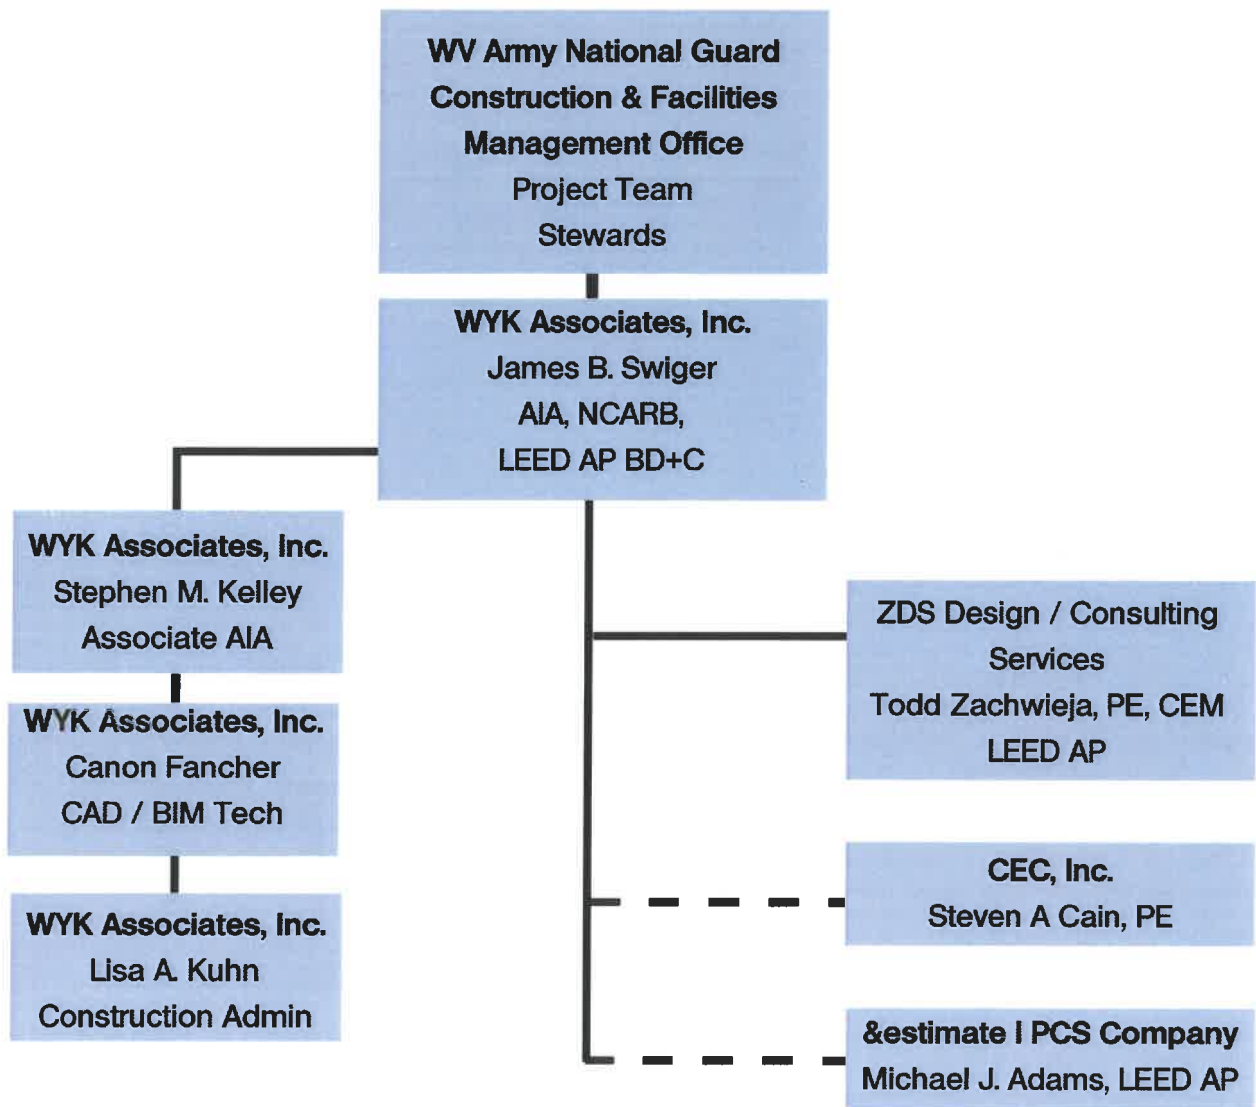 WV Army National Guard
Construction & Facilities
Management Office
Project Team
Stewards
WYK Associates, Inc.
James B. Swiger
AIA, NCARB,
LEED AP BD+C
WYK Associates, Inc.
Stephen M. Kelley
Associate AIA
WYK Associates, Inc.
Canon Fancher
CAD / BIM Tech
WYK Associates, Inc.
Lisa A. Kuhn
Construction Admin
ZDS Design / Consulting
Services
Todd Zachwieja, PE, CEM
LEED AP
CEC, Inc.
Steven A Cain, PE
&estimate I PCS Company
Michael J. Adams, LEED AP